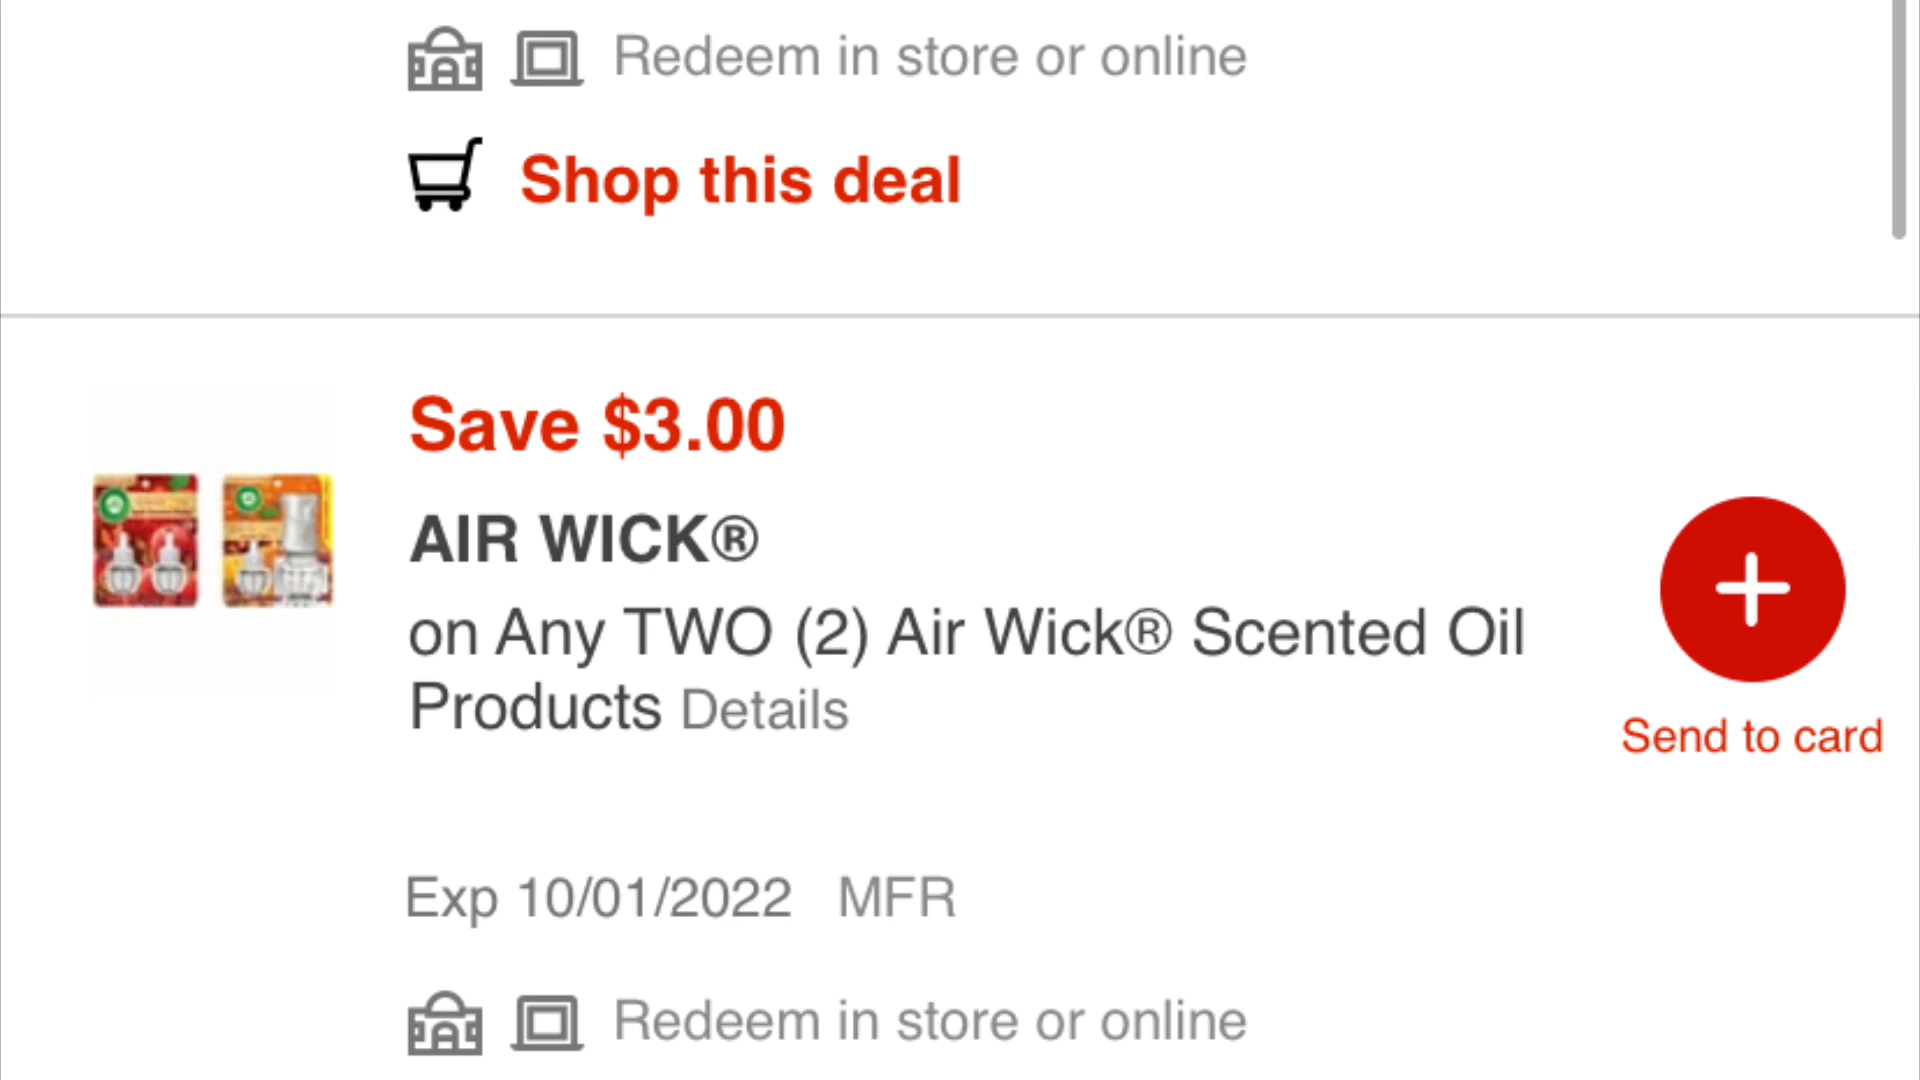 Redeem in store or online
Shop this deal
Save $3.00
AIR WICK®
on Any TWO (2) Air Wick® Scented Oil
Products Details
Send to card
Exp 10/01/2022 MFR
Redeem in store or online